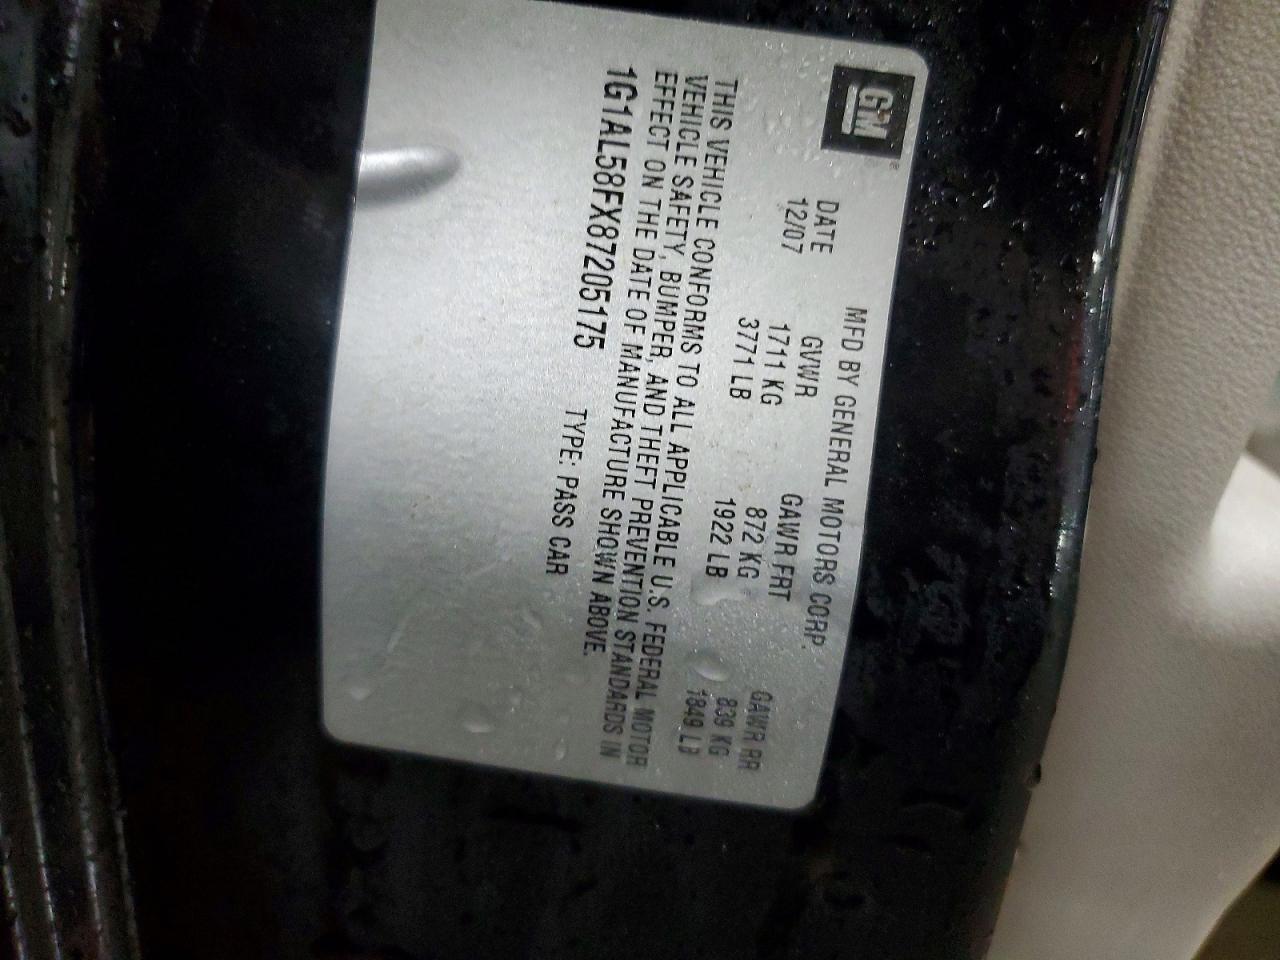 GM
MFD BY GENERAL MOTORS CORP.
DATE GVWR GAWR FRT GAWR RR
12/07 1711 KG 872 KG 839 KG
3771 LB 1922 LB 1849 LB
THIS VEHICLE CONFORMS TO ALL APPLICABLE U.S. FEDERAL MOTOR
VEHICLE SAFETY, BUMPER, AND THEFT PREVENTION STANDARDS IN
EFFECT ON THE DATE OF MANUFACTURE SHOWN ABOVE.
1G1AL58FX87205175 TYPE: PASS CAR